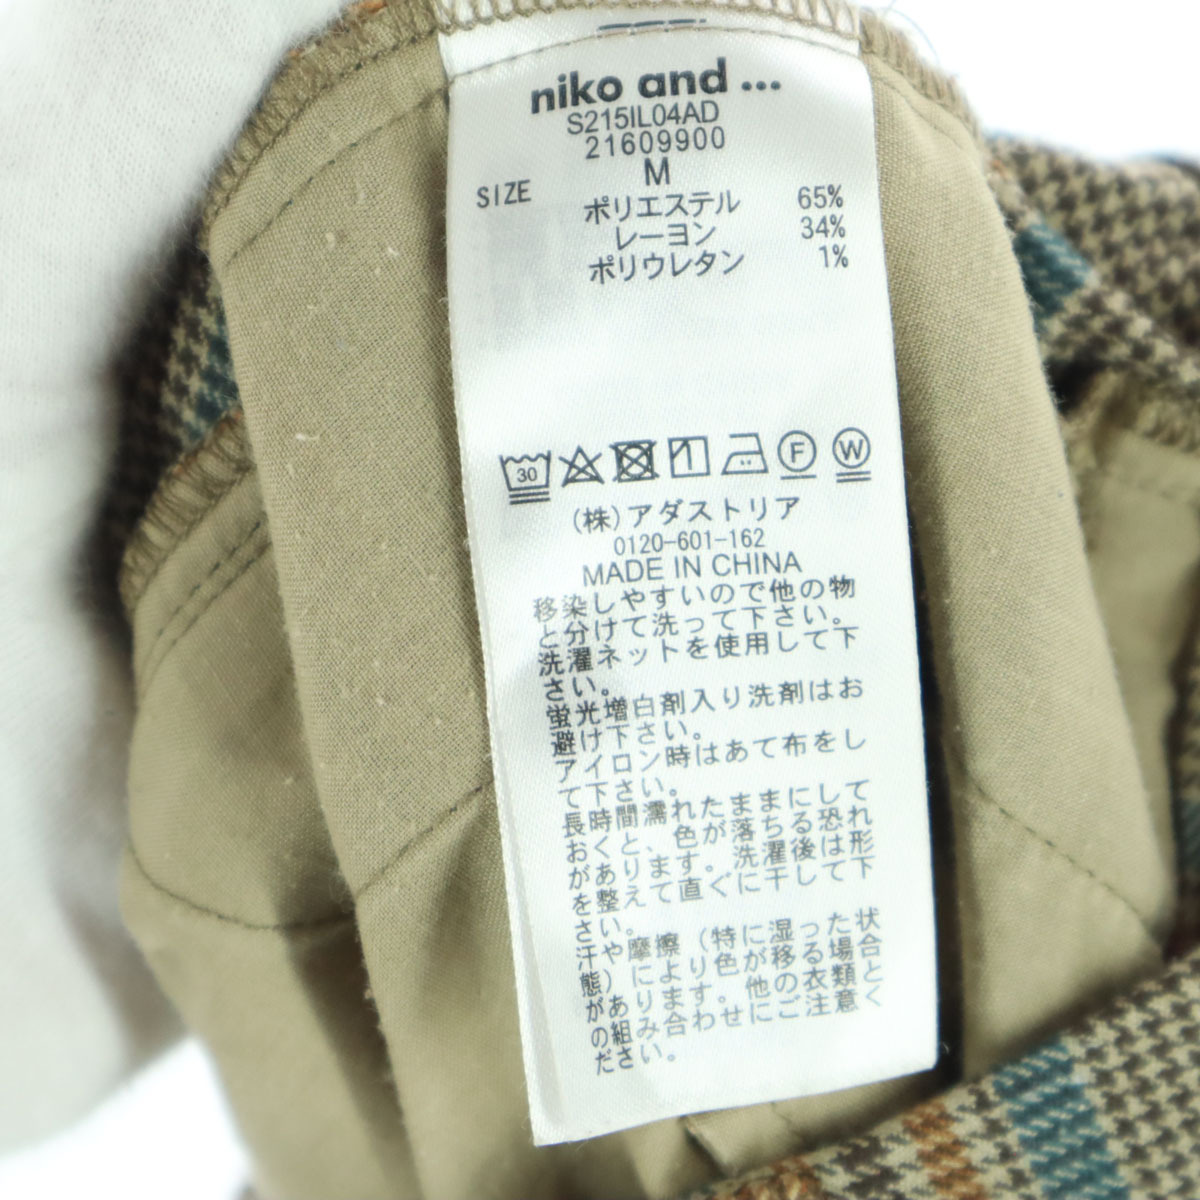 niko and ...
S215IL04AD
21609900
SIZE M
ポリエステル 65%
レーヨン 34%
ポリウレタン 1%
30 F W
(株)アダストリア
0120-601-162
MADE IN CHINA
移染しやすいので他の物
と分けて洗って下さい。
洗濯ネットを使用して下
さい。
蛍光増白剤入り洗剤はお
避け下さい。
アイロン時はあて布をし
て下さい。
長時間濡れたままにして
おくと、色が落ちる恐れ
があります。洗濯後は形
を整えて直ぐに干して下
さい。
汗や摩擦(特に湿った状
態)により色が移る場合と
があります。他の衣類と
の組み合わせにご注意く
ださい。